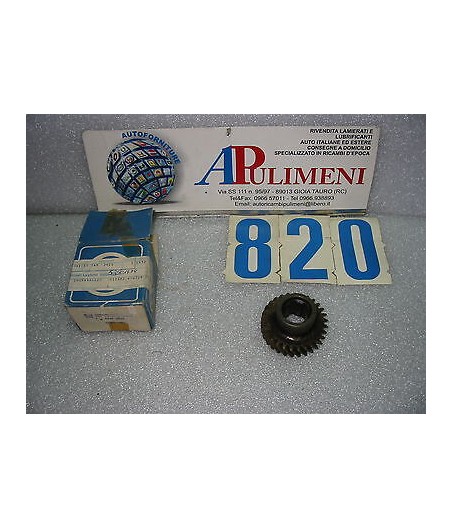 AUTOFORNITURE
APULIMENI
RIVENDITA LAMIERATI E
LUBRIFICANTI
AUTO ITALIANE ED ESTERE
CONSEGNE A DOMICILIO
SPECIALIZZATO IN RICAMBI D'EPOCA
Via SS 111 n. 95/97 - 89013 GIOIA TAURO (RC)
Tel&Fax: 0966 57011 - Tel 0966 938893
Email: autoricambipulimeni@libero.it
820